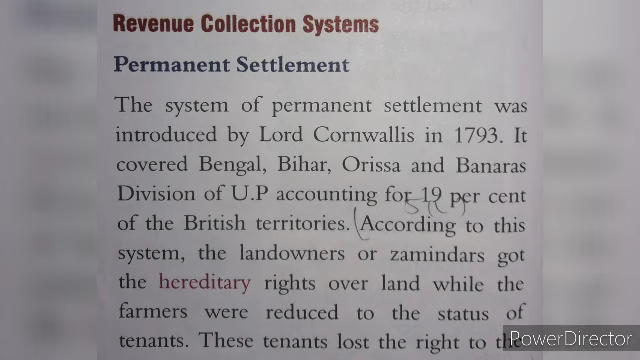 Revenue Collection Systems
Permanent Settlement
The system of permanent settlement was
introduced by Lord Cornwallis in 1793. It
covered Bengal, Bihar, Orissa and Banaras
Division of U.P accounting for 19 per cent
of the British territories. (According to this
system, the landowners or zamindars got
the hereditary rights over land while the
farmers were reduced to the status of
tenants. These tenants lost the right to the
PowerDirector